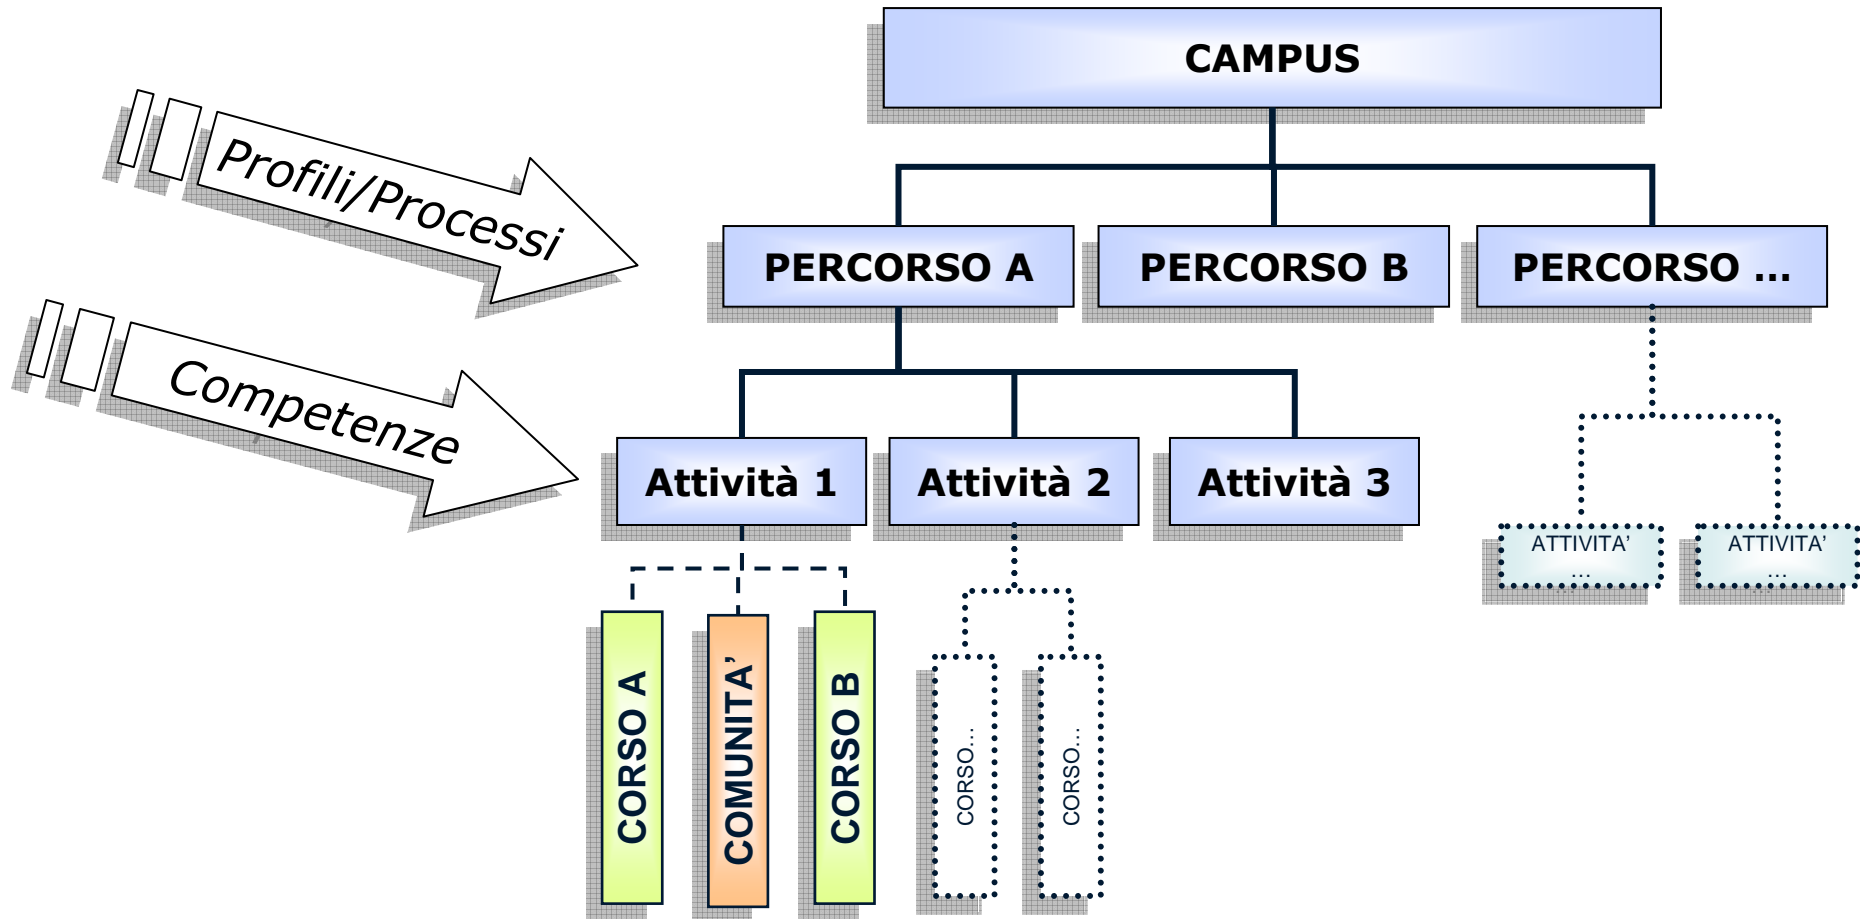 CAMPUS
Profili/Processi
PERCORSO A
PERCORSO B
PERCORSO ...
Competenze
Attività 1
Attività 2
Attività 3
ATTIVITA’
...
ATTIVITA’
...
CORSO A
COMUNITA’
CORSO B
CORSO...
CORSO...